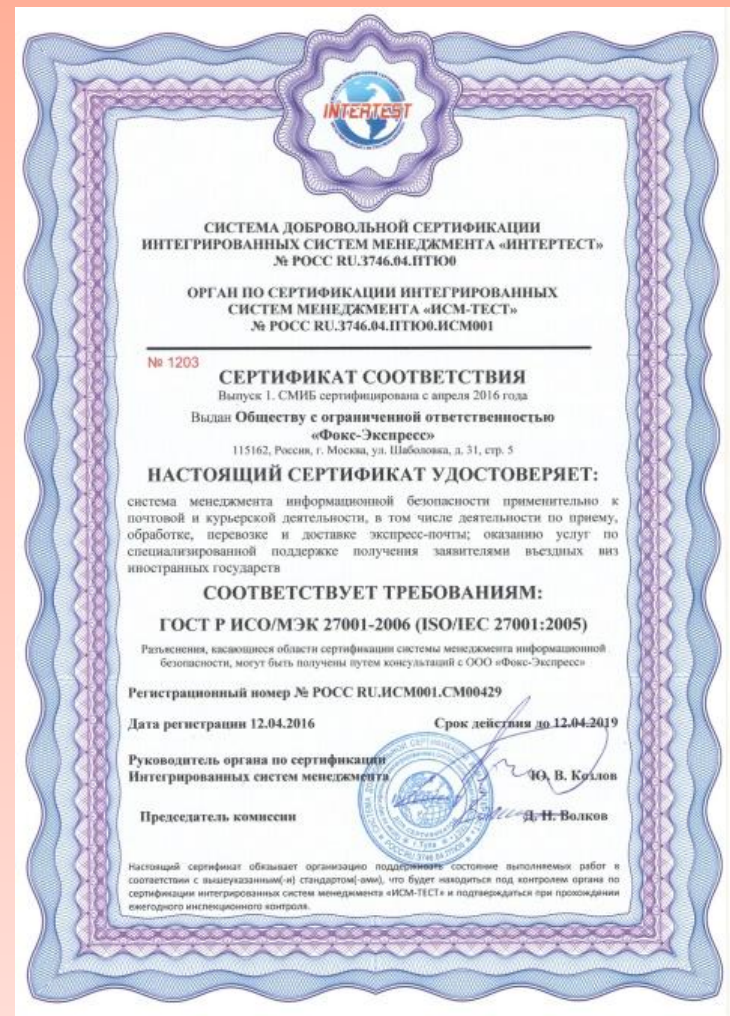 INTERTEST
СИСТЕМА ДОБРОВОЛЬНОЙ СЕРТИФИКАЦИИ
ИНТЕГРИРОВАННЫХ СИСТЕМ МЕНЕДЖМЕНТА «ИНТЕРТЕСТ»
№ РОСС RU.3746.04.ПТЮ0
ОРГАН ПО СЕРТИФИКАЦИИ ИНТЕГРИРОВАННЫХ
СИСТЕМ МЕНЕДЖМЕНТА «ИСМ-ТЕСТ»
№ РОСС RU.3746.04.ПТЮ0.ИСМ001
№ 1203
СЕРТИФИКАТ СООТВЕТСТВИЯ
Выпуск 1. СМИБ сертифицирована с апреля 2016 года
Выдан Обществу с ограниченной ответственностью
«Фокс-Экспресс»
115162, Россия, г. Москва, ул. Шаболовка, д. 31, стр. 5
НАСТОЯЩИЙ СЕРТИФИКАТ УДОСТОВЕРЯЕТ:
система менеджмента информационной безопасности применительно к
почтовой и курьерской деятельности, в том числе деятельности по приему,
обработке, перевозке и доставке экспресс-почты; оказанию услуг по
специализированной поддержке получения заявителями въездных виз
иностранных государств
СООТВЕТСТВУЕТ ТРЕБОВАНИЯМ:
ГОСТ Р ИСО/МЭК 27001-2006 (ISO/IEC 27001:2005)
Разъяснения, касающиеся области сертификации системы менеджмента информационной
безопасности, могут быть получены путем консультаций с ООО «Фокс-Экспресс»
Регистрационный номер № РОСС RU.ИСМ001.СМ00429
Дата регистрации 12.04.2016 Срок действия до 12.04.2019
Руководитель органа по сертификации
Интегрированных систем менеджмента Ю. В. Козлов
Председатель комиссии Д. Н. Волков
Настоящий сертификат обязывает организацию поддерживать состояние выполняемых работ в
соответствии с вышеуказанным(-и) стандартом(-ами), что будет находиться под контролем органа по
сертификации интегрированных систем менеджмента «ИСМ-ТЕСТ» и подтверждаться при прохождении
ежегодного инспекционного контроля.